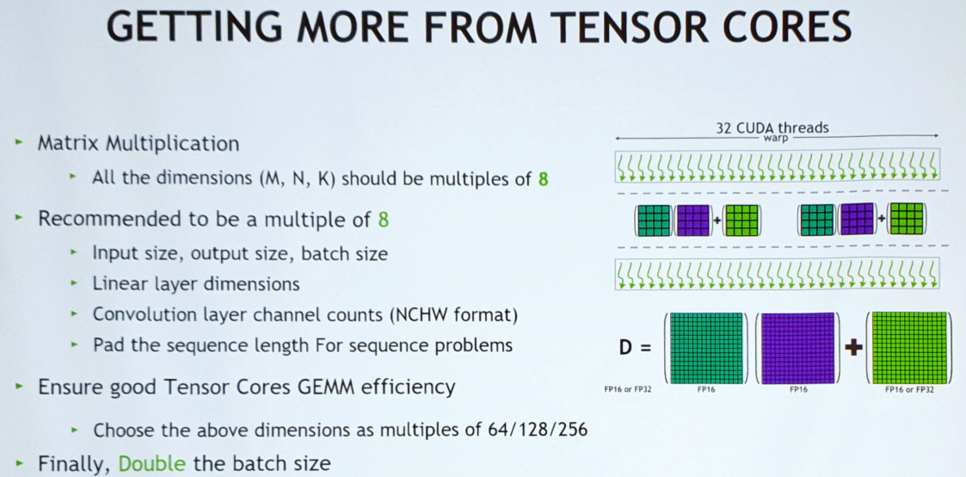 GETTING MORE FROM TENSOR CORES
Matrix Multiplication
All the dimensions (M, N, K) should be multiples of 8
Recommended to be a multiple of 8
Input size, output size, batch size
Linear layer dimensions
Convolution layer channel counts (NCHW format)
Pad the sequence length For sequence problems
Ensure good Tensor Cores GEMM efficiency
Choose the above dimensions as multiples of 64/128/256
Finally, Double the batch size
32 CUDA threads
warp
+ +
D = +
FP16 or FP32 FP16 FP16 FP16 or FP32